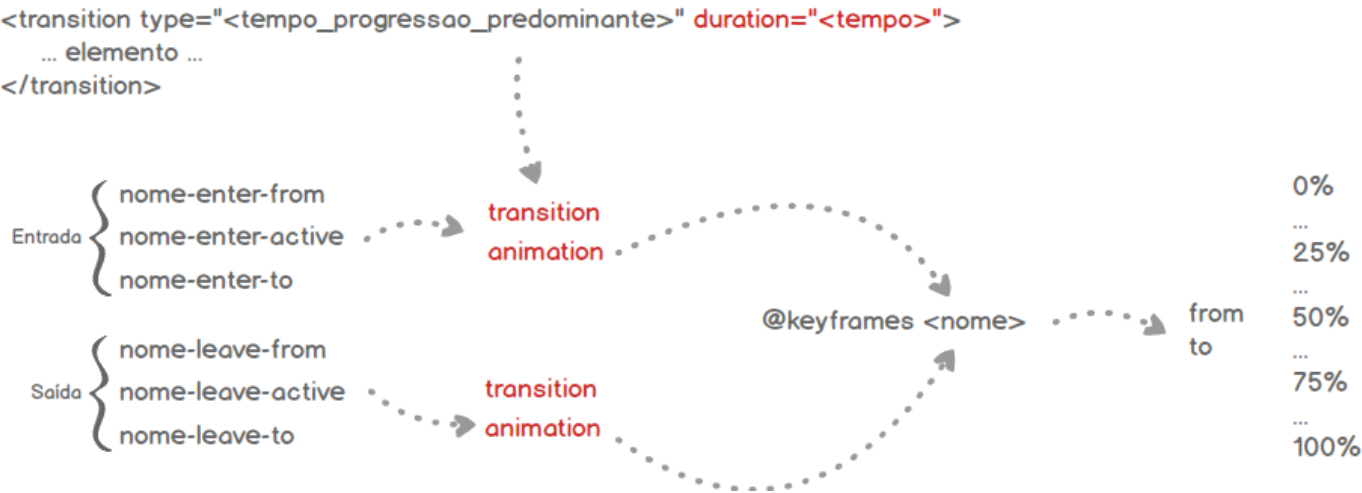 <transition type="<tempo_progressao_predominante>" duration="<tempo>">
... elemento ...
</transition>
Entrada
nome-enter-from
nome-enter-active
nome-enter-to
transition
animation
Saída
nome-leave-from
nome-leave-active
nome-leave-to
transition
animation
@keyframes <nome>
from
to
0%
...
25%
...
50%
...
75%
...
100%